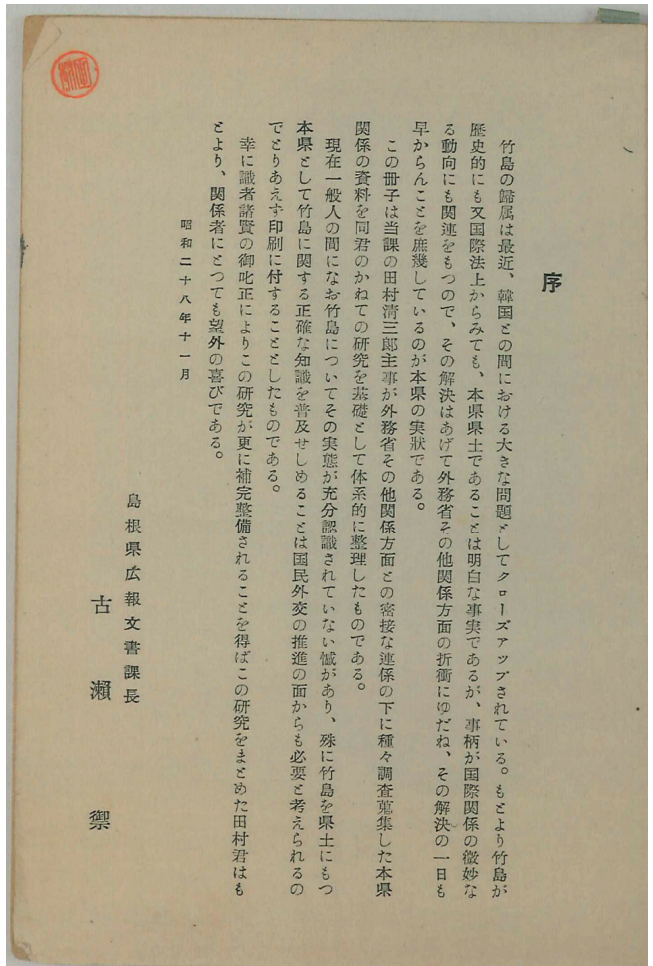 序
竹島の歸属は最近、韓国との間における大きな問題としてクローズアップされている。もとより竹島が
歴史的にも又国際法上からみても、本県県土であることは明白な事実であるが、事柄が国際関係の微妙な
る動向にも関連をもつので、その解決はあげて外務省その他関係方面の折衝にゆだね、その解決の一日も
早からんことを庶幾しているのが本県の実狀である。
この冊子は当課の田村清三郎主事が外務省その他関係方面との密接な連係の下に種々調査蒐集した本県
関係の資料を同君のかねての研究を基礎として体系的に整理したものである。
現在一般人の間になお竹島についてその実態が充分認識されていない憾があり、殊に竹島を県土にもつ
本県として竹島に関する正確な知識を普及せしめることは国民外交の推進の面からも必要と考えられるの
でとりあえず印刷に付することとしたものである。
幸に識者諸賢の御叱正によりこの研究が更に補完整備されることを得ばこの研究をまとめた田村君はも
とより、関係者にとつても望外の喜びである。
昭和二十八年十一月
島根県広報文書課長
古瀬禦